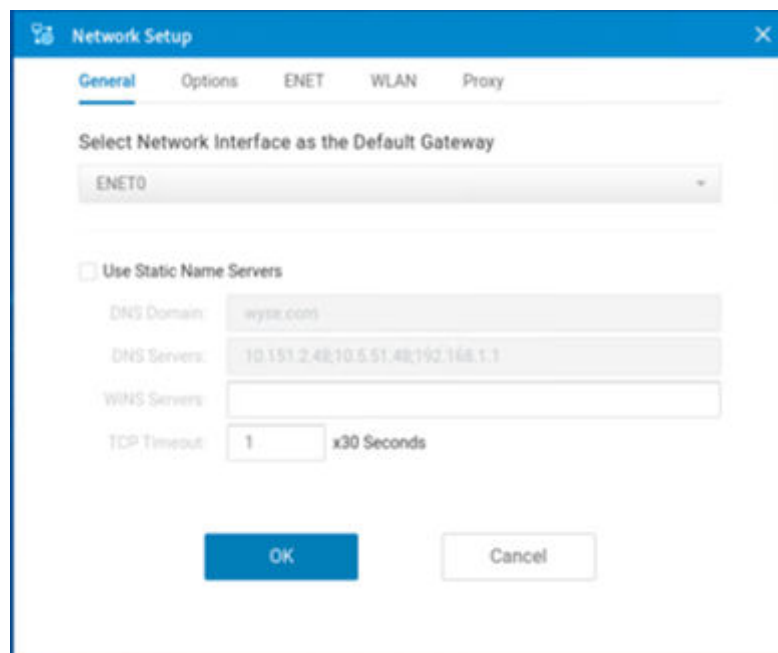 Network Setup
General Options ENET WLAN Proxy
Select Network Interface as the Default Gateway
ENET0
Use Static Name Servers
DNS Domain: wyse.com
DNS Servers: 10.151.2.48;10.5.51.48;192.168.1.1
WINS Servers:
TCP Timeout: 1 x30 Seconds
OK Cancel